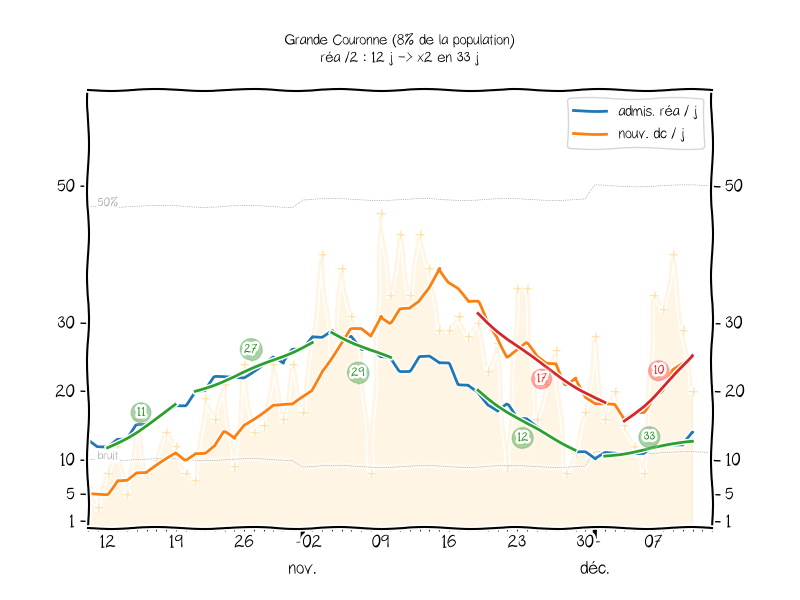 Grande Couronne (8% de la population)
réa /2 : 12 j -> x2 en 33 j
admis. réa / j
nouv. dc / j
50
50
50%
30
30
27
29
17
10
20
20
11
12
33
bruit
10
10
5
5
1
1
12 19 26 02 09 16 23 30 07
nov. déc.